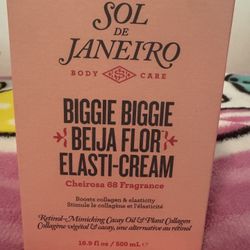 SOL
DE
JANEIRO
BODY CARE
BIGGIE BIGGIE
BEIJA FLOR™
ELASTI-CREAM
Cheirosa 68 Fragrance
Boosts collagen & elasticity
Stimule le collagène et l'élasticité
Retinol-Mimicking Cacay Oil & Plant Collagen
Collagène végétal & cacay, une alternative au rétinol
16.9 fl oz / 500 mL ℮